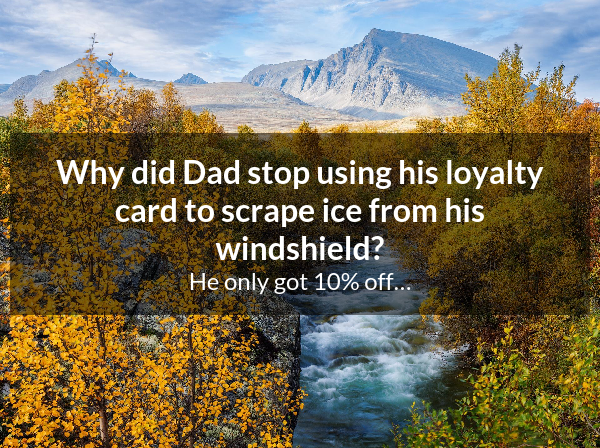 Why did Dad stop using his loyalty
card to scrape ice from his
windshield?
He only got 10% off...